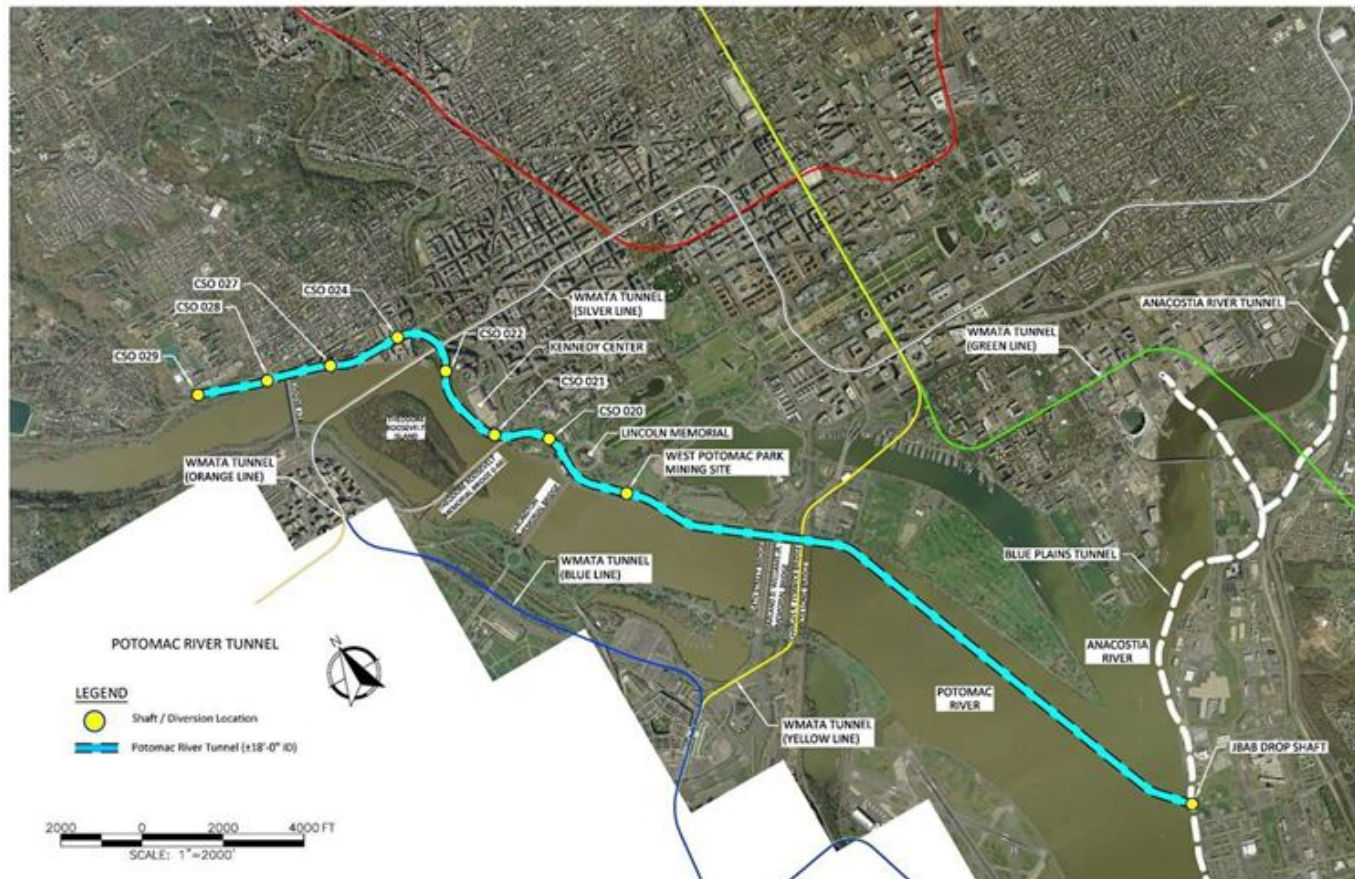 CSO 024
CSO 027
CSO 028
CSO 029
WMATA TUNNEL
(SILVER LINE)
CSO 022
KENNEDY CENTER
CSO 021
CSO 020
LINCOLN MEMORIAL
WEST POTOMAC PARK
MINING SITE
ANACOSTIA RIVER TUNNEL
WMATA TUNNEL
(GREEN LINE)
THEODORE
ROOSEVELT
ISLAND
WMATA TUNNEL
(ORANGE LINE)
WMATA TUNNEL
(BLUE LINE)
BLUE PLAINS TUNNEL
ANACOSTIA
RIVER
POTOMAC
RIVER
WMATA TUNNEL
(YELLOW LINE)
JBAB DROP SHAFT
POTOMAC RIVER TUNNEL
N
LEGEND
Shaft / Diversion Location
Potomac River Tunnel (±18'-0" ID)
2000 0 2000 4000 FT
SCALE: 1"=2000'